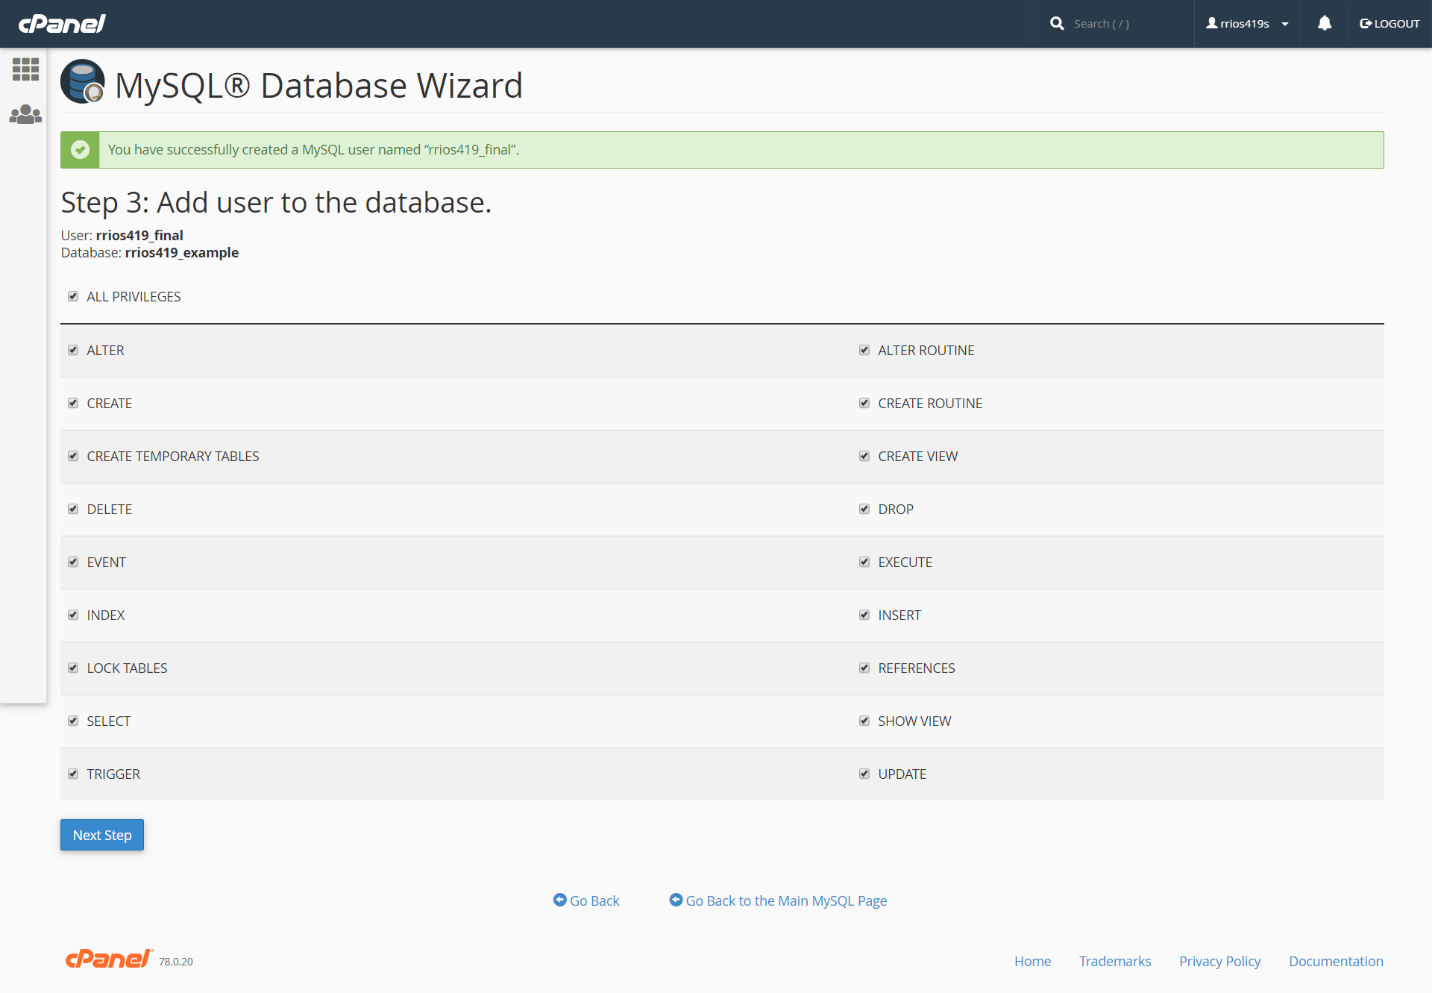 cPanel
Search ( / )
rrios419s
LOGOUT
MySQL® Database Wizard
You have successfully created a MySQL user named “rrios419_final”.
Step 3: Add user to the database.
User: rrios419_final
Database: rrios419_example
ALL PRIVILEGES
ALTER
ALTER ROUTINE
CREATE
CREATE ROUTINE
CREATE TEMPORARY TABLES
CREATE VIEW
DELETE
DROP
EVENT
EXECUTE
INDEX
INSERT
LOCK TABLES
REFERENCES
SELECT
SHOW VIEW
TRIGGER
UPDATE
Next Step
Go Back
Go Back to the Main MySQL Page
cPanel 78.0.20
Home
Trademarks
Privacy Policy
Documentation